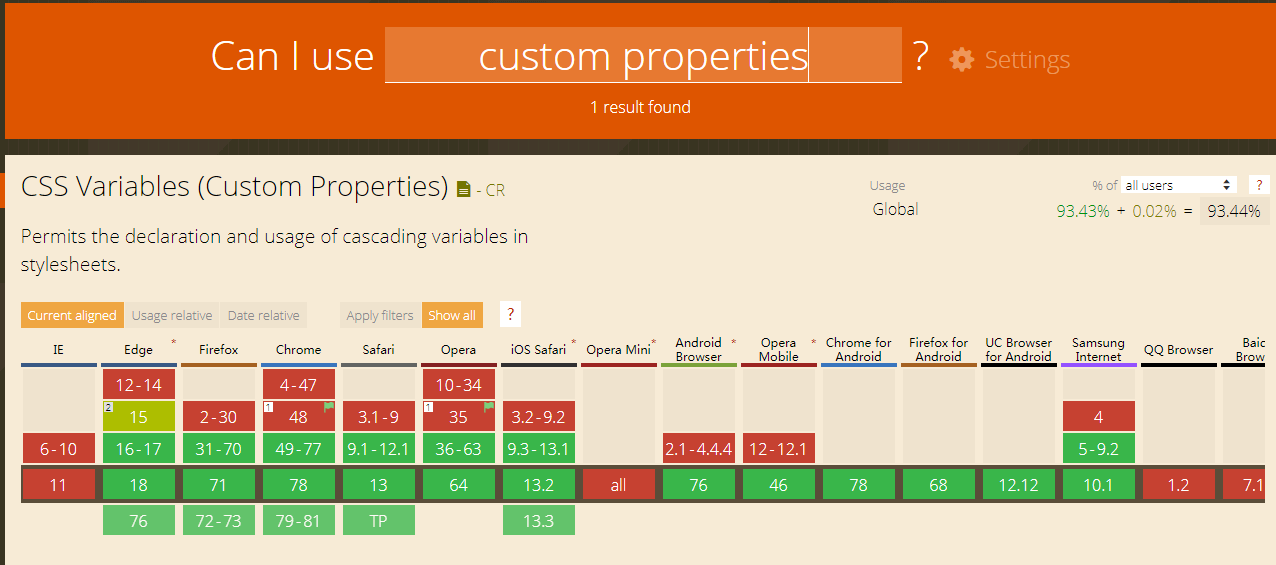 Can I use custom properties ? Settings
1 result found
CSS Variables (Custom Properties) - CR
Usage % of all users ?
Global 93.43% + 0.02% = 93.44%
Permits the declaration and usage of cascading variables in
stylesheets.
Current aligned Usage relative Date relative Apply filters Show all ?
IE Edge * Firefox Chrome Safari Opera iOS Safari * Opera Mini * Android Browser * Opera Mobile * Chrome for Android Firefox for Android UC Browser for Android Samsung Internet QQ Browser Baid Brow
12-14 4-47 10-34
2 15 2-30 1 48 3.1-9 1 35 3.2-9.2 4
6-10 16-17 31-70 49-77 9.1-12.1 36-63 9.3-13.1 2.1-4.4.4 12-12.1 5-9.2
11 18 71 78 13 64 13.2 all 76 46 78 68 12.12 10.1 1.2 7.1
76 72-73 79-81 TP 13.3